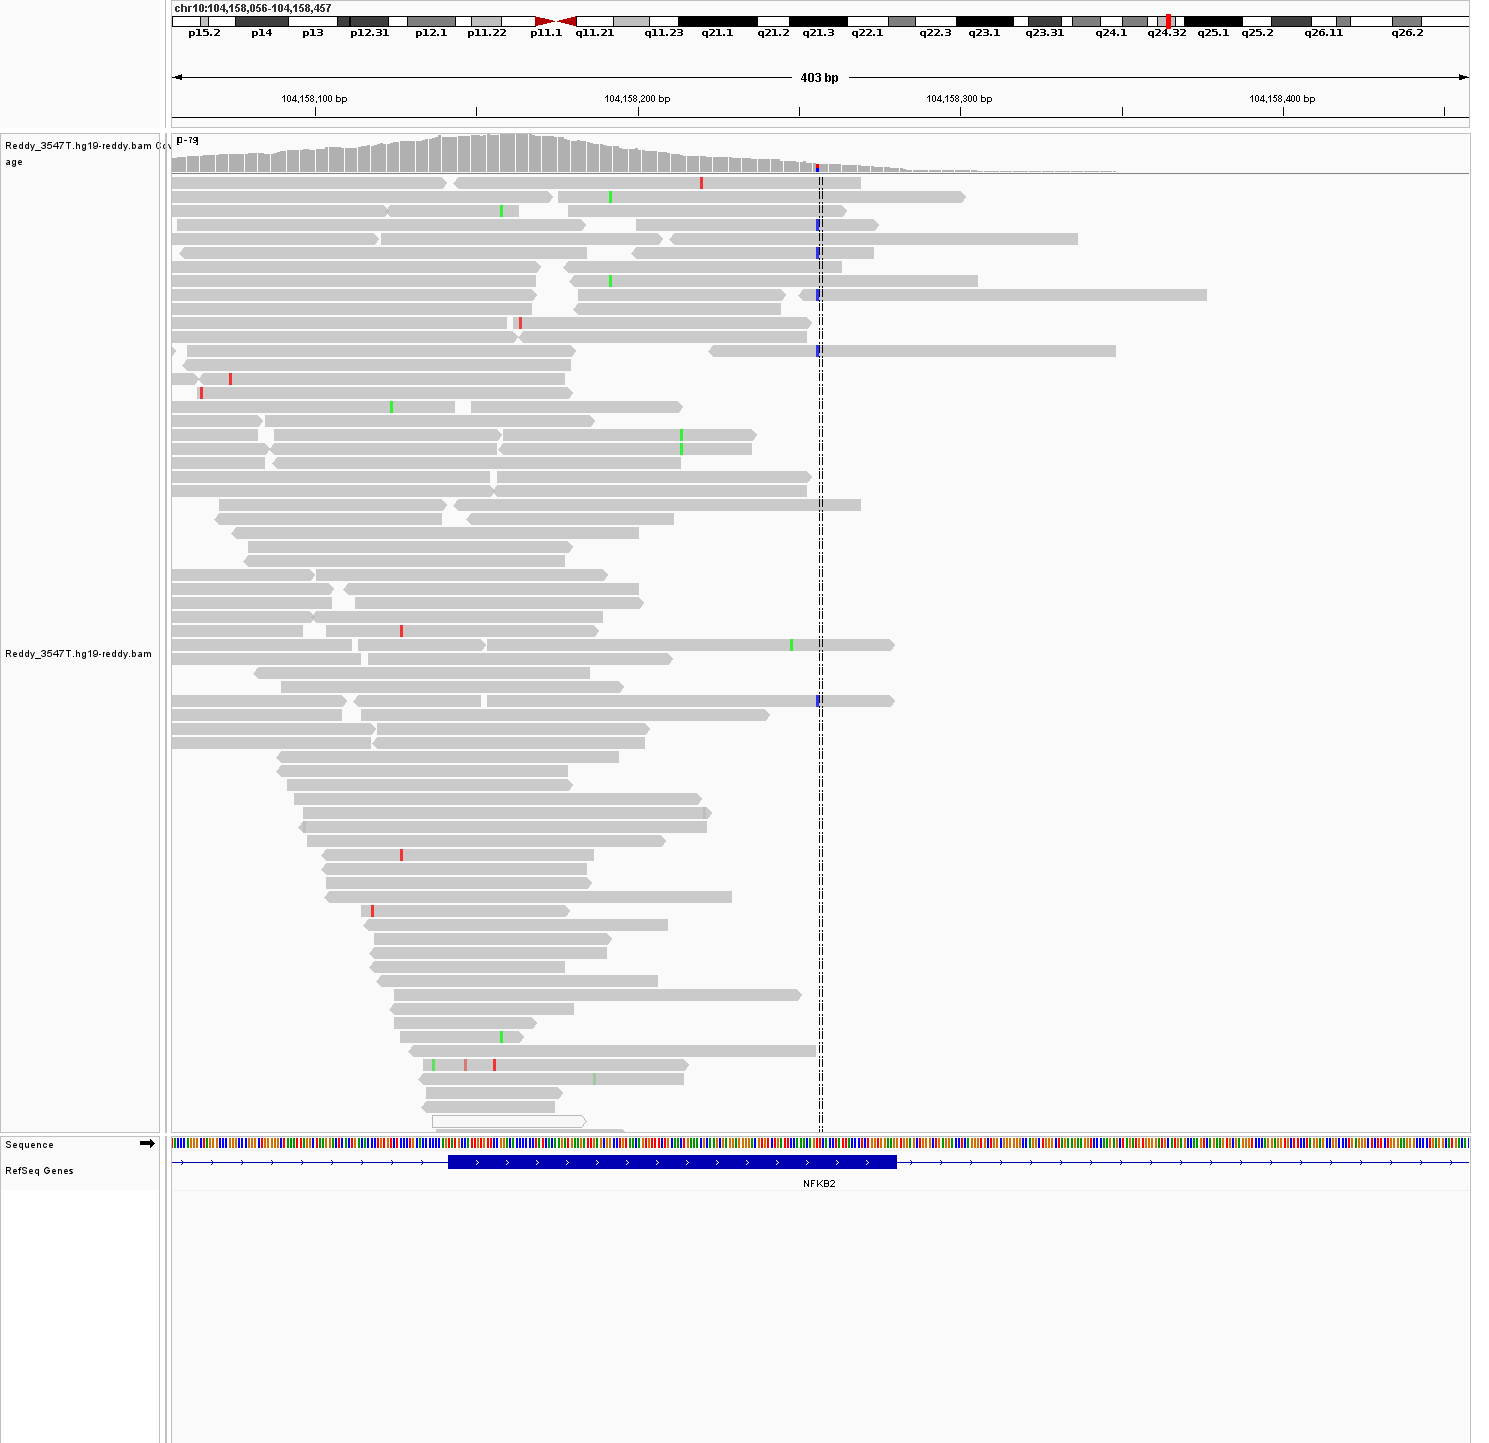 chr10:104,158,056-104,158,457
p15.2 p14 p13 p12.31 p12.1 p11.22 p11.1 q11.21 q11.23 q21.1 q21.2 q21.3 q22.1 q22.3 q23.1 q23.31 q24.1 q24.32 q25.1 q25.2 q26.11 q26.2
403 bp
104,158,100 bp 104,158,200 bp 104,158,300 bp 104,158,400 bp
[0-79]
Reddy_3547T.hg19-reddy.bam Cov
age
Reddy_3547T.hg19-reddy.bam
Sequence
RefSeq Genes
NFKB2